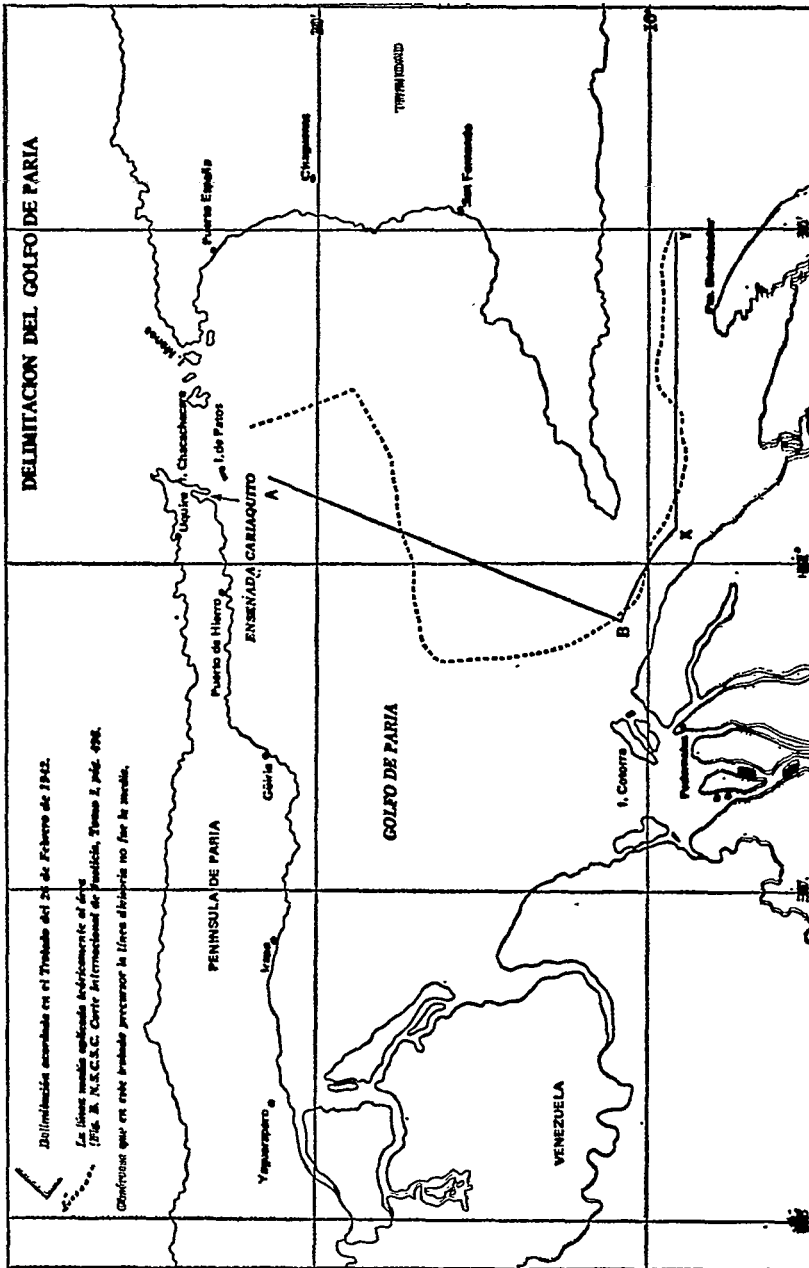 DELIMITACION DEL GOLFO DE PARIA
Delimitación acordada en el Tratado del 26 de Febrero de 1942.
La línea media aplicada teóricamente al área
(Fig. B. N.S.C.S.C. Corte Internacional de Justicia, Tomo I, pág. 496.
Obsérvese que en este tratado precursor la línea divisoria no fue la media.
I. Monos
Puerto España
I. Chacachacare
I. de Patos
Uquire
ENSENADA CARIAQUITO
Puerto de Hierro
Güiria
PENINSULA DE PARIA
Irapa
Yaguaraparo
Chaguanas
TRINIDAD
San Fernando
A
GOLFO DE PARIA
B
X
Y
I. Cotorra
Pedernales
VENEZUELA
10°